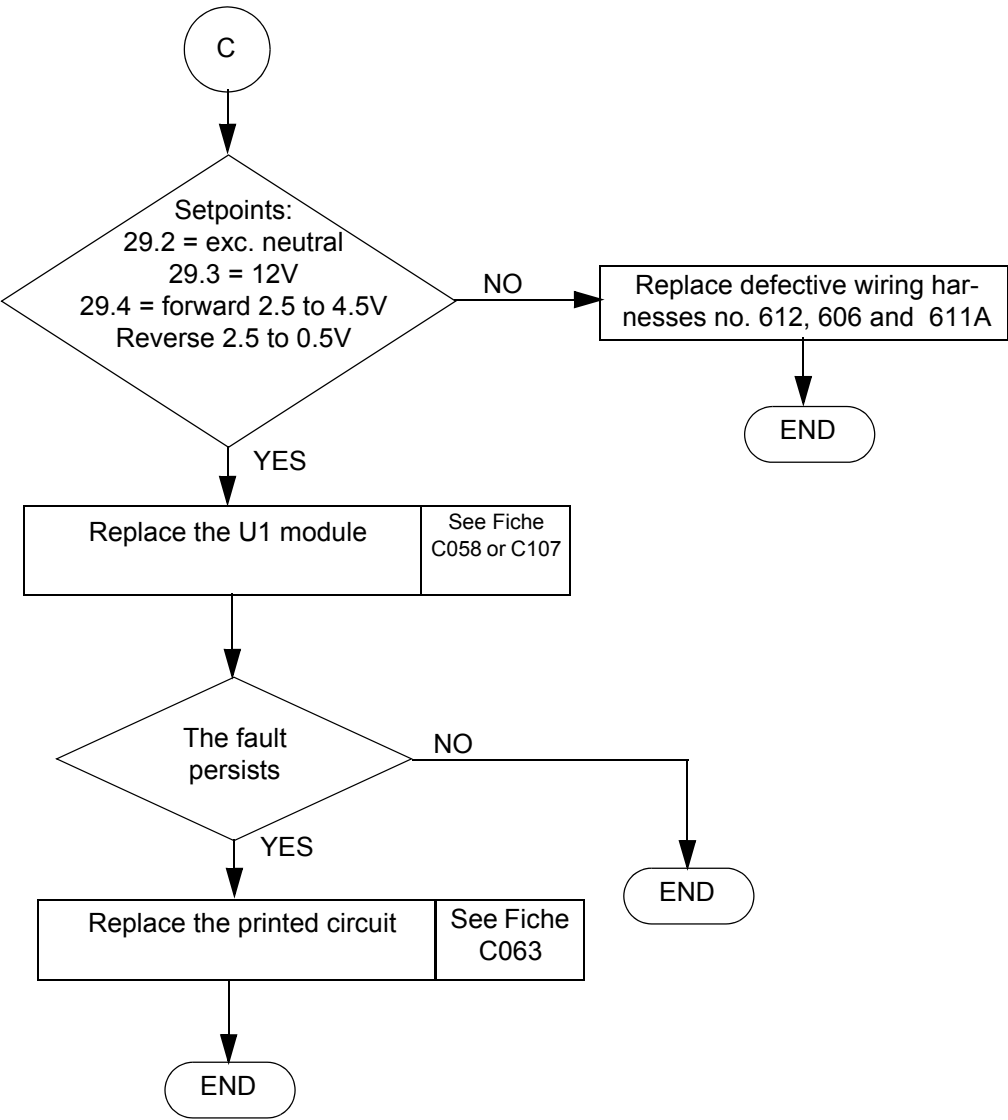 C
Setpoints:
29.2 = exc. neutral
29.3 = 12V
29.4 = forward 2.5 to 4.5V
Reverse 2.5 to 0.5V
NO
Replace defective wiring har-
nesses no. 612, 606 and 611A
END
YES
Replace the U1 module
See Fiche
C058 or C107
The fault
persists
NO
END
YES
Replace the printed circuit
See Fiche
C063
END